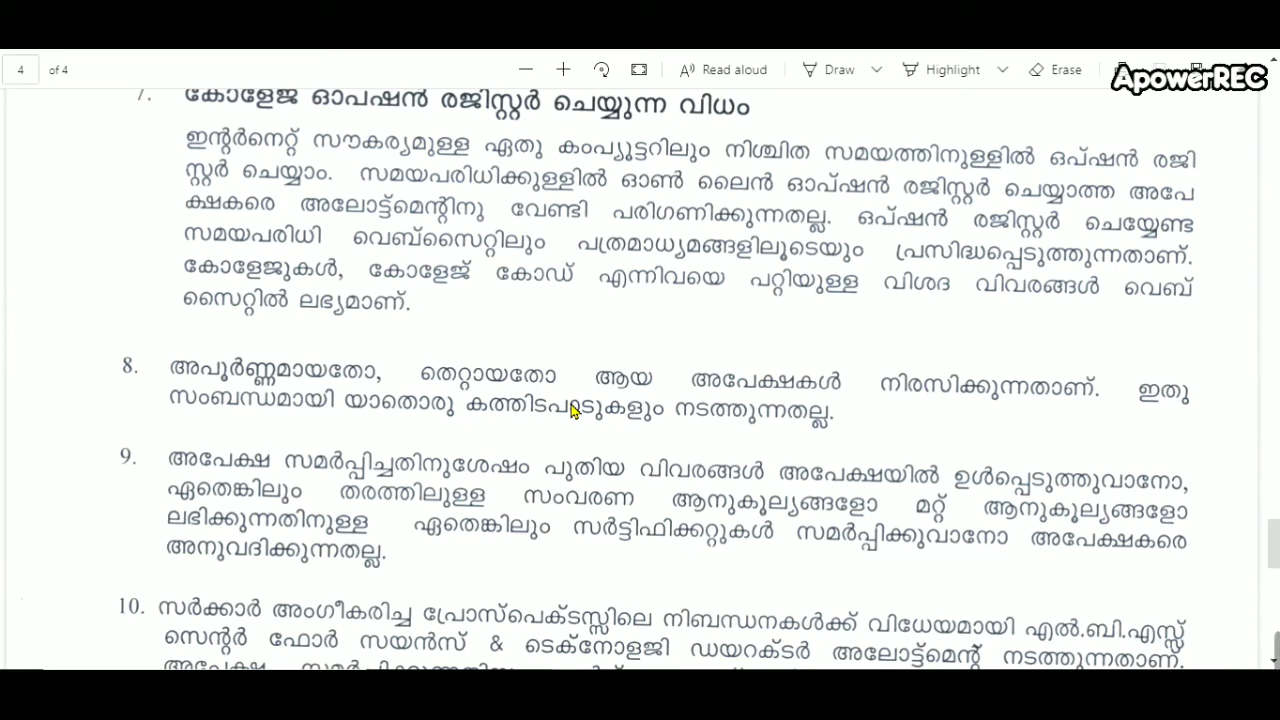 4 of 4 Read aloud Draw Highlight Erase
ApowerREC
7. കോളേജ് ഓപഷൻ രജിസ്റ്റർ ചെയ്യുന്ന വിധം
ഇന്റർനെറ്റ് സൗകര്യമുള്ള ഏതു കംപ്യൂട്ടറിലും നിശ്ചിത സമയത്തിനുള്ളിൽ ഒപ്ഷൻ രജി
സ്റ്റർ ചെയ്യാം. സമയപരിധിക്കുള്ളിൽ ഓൺ ലൈൻ ഓപ്ഷൻ രജിസ്റ്റർ ചെയ്യാത്ത അപേ
ക്ഷകരെ അലോട്ട്മെന്റിനു വേണ്ടി പരിഗണിക്കുന്നതല്ല. ഒപ്ഷൻ രജിസ്റ്റർ ചെയ്യേണ്ട
സമയപരിധി വെബ്സൈറ്റിലും പത്രമാധ്യമങ്ങളിലൂടെയും പ്രസിദ്ധപ്പെടുത്തുന്നതാണ്.
കോളേജുകൾ, കോളേജ് കോഡ് എന്നിവയെ പറ്റിയുള്ള വിശദ വിവരങ്ങൾ വെബ്
സൈറ്റിൽ ലഭ്യമാണ്.
8. അപൂർണ്ണമായതോ, തെറ്റായതോ ആയ അപേക്ഷകൾ നിരസിക്കുന്നതാണ്. ഇതു
സംബന്ധമായി യാതൊരു കത്തിടപാടുകളും നടത്തുന്നതല്ല.
9. അപേക്ഷ സമർപ്പിച്ചതിനുശേഷം പുതിയ വിവരങ്ങൾ അപേക്ഷയിൽ ഉൾപ്പെടുത്തുവാനോ,
ഏതെങ്കിലും തരത്തിലുള്ള സംവരണ ആനുകൂല്യങ്ങളോ മറ്റ് ആനുകൂല്യങ്ങളോ
ലഭിക്കുന്നതിനുള്ള ഏതെങ്കിലും സർട്ടിഫിക്കറ്റുകൾ സമർപ്പിക്കുവാനോ അപേക്ഷകരെ
അനുവദിക്കുന്നതല്ല.
10. സർക്കാർ അംഗീകരിച്ച പ്രോസ്പെക്ടസ്സിലെ നിബന്ധനകൾക്ക് വിധേയമായി എൽ.ബി.എസ്സ്
സെന്റർ ഫോർ സയൻസ് & ടെക്നോളജി ഡയറക്ടർ അലോട്ട്മെന്റ് നടത്തുന്നതാണ്.